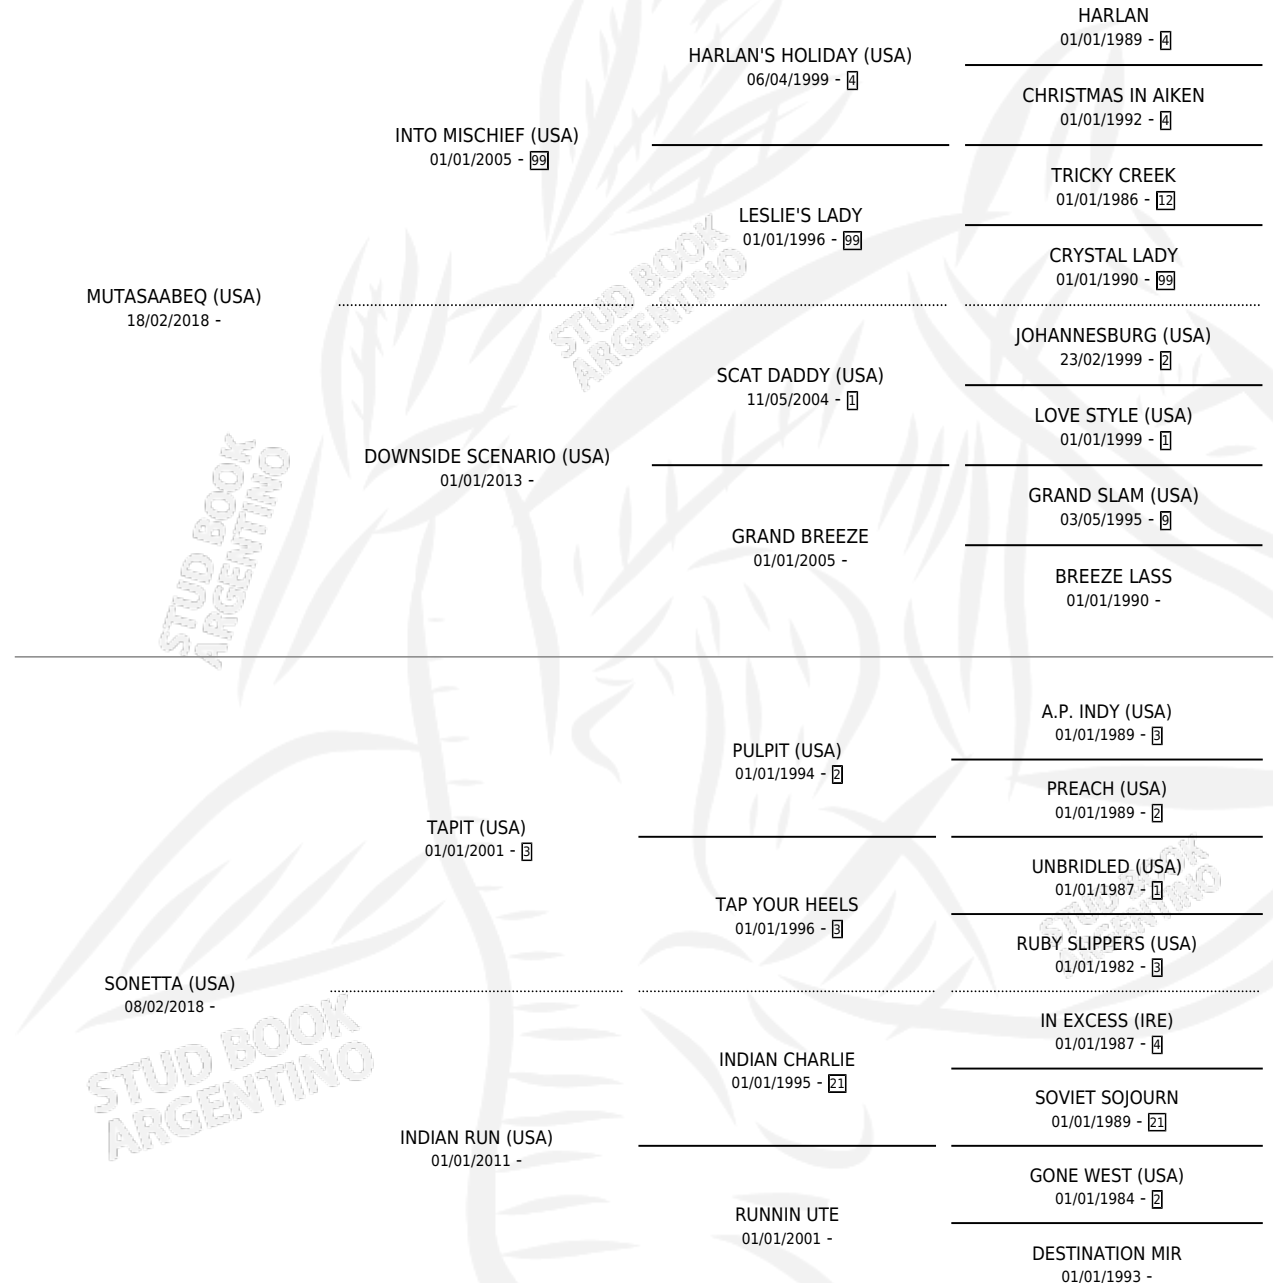 HARLAN
01/01/1989 - 4
HARLAN'S HOLIDAY (USA)
06/04/1999 - 4
CHRISTMAS IN AIKEN
01/01/1992 - 4
INTO MISCHIEF (USA)
01/01/2005 - 99
TRICKY CREEK
01/01/1986 - 12
LESLIE'S LADY
01/01/1996 - 99
CRYSTAL LADY
01/01/1990 - 99
MUTASAABEQ (USA)
18/02/2018 -
JOHANNESBURG (USA)
23/02/1999 - 2
SCAT DADDY (USA)
11/05/2004 - 1
LOVE STYLE (USA)
01/01/1999 - 1
DOWNSIDE SCENARIO (USA)
01/01/2013 -
GRAND SLAM (USA)
03/05/1995 - 9
GRAND BREEZE
01/01/2005 -
BREEZE LASS
01/01/1990 -
A.P. INDY (USA)
01/01/1989 - 3
PULPIT (USA)
01/01/1994 - 2
PREACH (USA)
01/01/1989 - 2
TAPIT (USA)
01/01/2001 - 3
UNBRIDLED (USA)
01/01/1987 - 1
TAP YOUR HEELS
01/01/1996 - 3
RUBY SLIPPERS (USA)
01/01/1982 - 3
SONETTA (USA)
08/02/2018 -
IN EXCESS (IRE)
01/01/1987 - 4
INDIAN CHARLIE
01/01/1995 - 21
SOVIET SOJOURN
01/01/1989 - 21
INDIAN RUN (USA)
01/01/2011 -
GONE WEST (USA)
01/01/1984 - 2
RUNNIN UTE
01/01/2001 -
DESTINATION MIR
01/01/1993 -
STUD BOOK
ARGENTINO
STUD BOOK
ARGENTINO
STUD BOOK
ARGENTINO
STUD BOOK
ARGENTINO